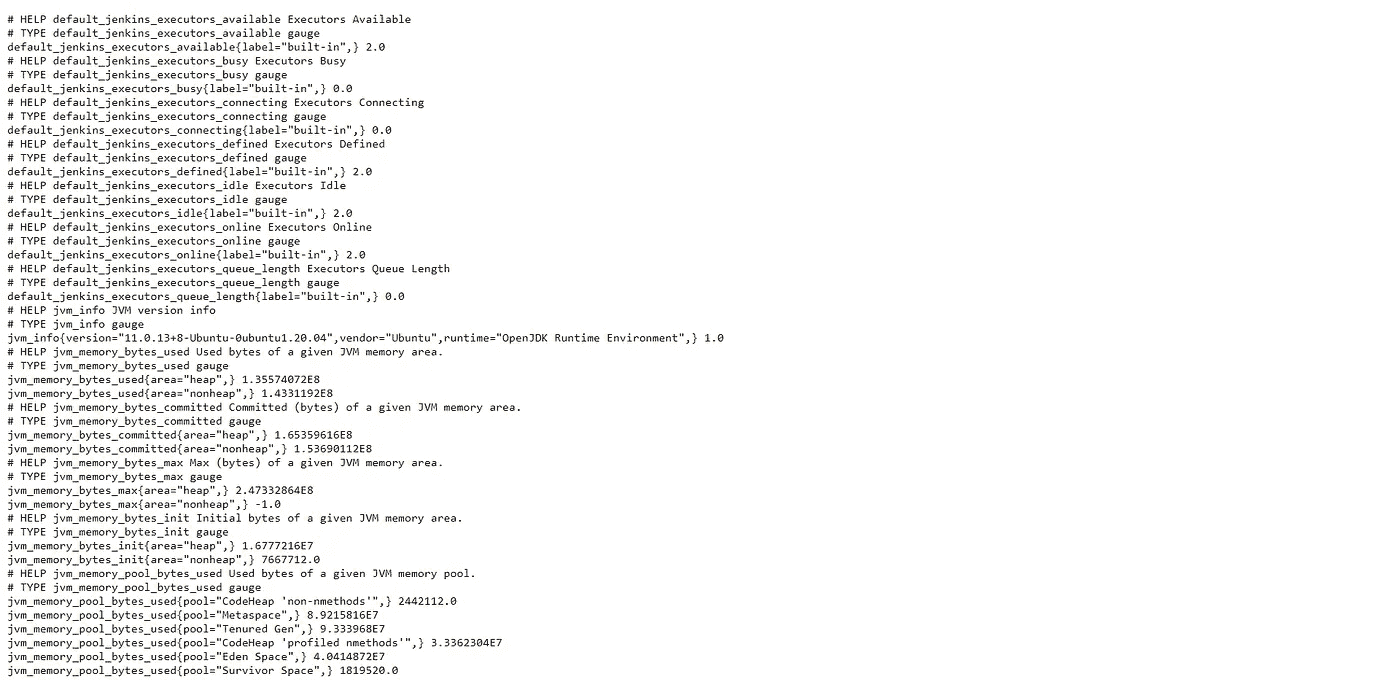 # HELP default_jenkins_executors_available Executors Available
# TYPE default_jenkins_executors_available gauge
default_jenkins_executors_available{label="built-in",} 2.0
# HELP default_jenkins_executors_busy Executors Busy
# TYPE default_jenkins_executors_busy gauge
default_jenkins_executors_busy{label="built-in",} 0.0
# HELP default_jenkins_executors_connecting Executors Connecting
# TYPE default_jenkins_executors_connecting gauge
default_jenkins_executors_connecting{label="built-in",} 0.0
# HELP default_jenkins_executors_defined Executors Defined
# TYPE default_jenkins_executors_defined gauge
default_jenkins_executors_defined{label="built-in",} 2.0
# HELP default_jenkins_executors_idle Executors Idle
# TYPE default_jenkins_executors_idle gauge
default_jenkins_executors_idle{label="built-in",} 2.0
# HELP default_jenkins_executors_online Executors Online
# TYPE default_jenkins_executors_online gauge
default_jenkins_executors_online{label="built-in",} 2.0
# HELP default_jenkins_executors_queue_length Executors Queue Length
# TYPE default_jenkins_executors_queue_length gauge
default_jenkins_executors_queue_length{label="built-in",} 0.0
# HELP jvm_info JVM version info
# TYPE jvm_info gauge
jvm_info{version="11.0.13+8-Ubuntu-0ubuntu1.20.04",vendor="Ubuntu",runtime="OpenJDK Runtime Environment",} 1.0
# HELP jvm_memory_bytes_used Used bytes of a given JVM memory area.
# TYPE jvm_memory_bytes_used gauge
jvm_memory_bytes_used{area="heap",} 1.35574072E8
jvm_memory_bytes_used{area="nonheap",} 1.4331192E8
# HELP jvm_memory_bytes_committed Committed (bytes) of a given JVM memory area.
# TYPE jvm_memory_bytes_committed gauge
jvm_memory_bytes_committed{area="heap",} 1.65359616E8
jvm_memory_bytes_committed{area="nonheap",} 1.53690112E8
# HELP jvm_memory_bytes_max Max (bytes) of a given JVM memory area.
# TYPE jvm_memory_bytes_max gauge
jvm_memory_bytes_max{area="heap",} 2.47332864E8
jvm_memory_bytes_max{area="nonheap",} -1.0
# HELP jvm_memory_bytes_init Initial bytes of a given JVM memory area.
# TYPE jvm_memory_bytes_init gauge
jvm_memory_bytes_init{area="heap",} 1.6777216E7
jvm_memory_bytes_init{area="nonheap",} 7667712.0
# HELP jvm_memory_pool_bytes_used Used bytes of a given JVM memory pool.
# TYPE jvm_memory_pool_bytes_used gauge
jvm_memory_pool_bytes_used{pool="CodeHeap 'non-nmethods'",} 2442112.0
jvm_memory_pool_bytes_used{pool="Metaspace",} 8.9215816E7
jvm_memory_pool_bytes_used{pool="Tenured Gen",} 9.333968E7
jvm_memory_pool_bytes_used{pool="CodeHeap 'profiled nmethods'",} 3.3362304E7
jvm_memory_pool_bytes_used{pool="Eden Space",} 4.0414872E7
jvm_memory_pool_bytes_used{pool="Survivor Space",} 1819520.0